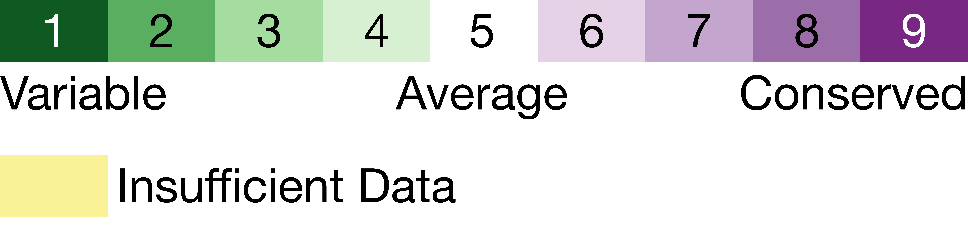 1 2 3 4 5 6 7 8 9
Variable Average Conserved
Insufficient Data